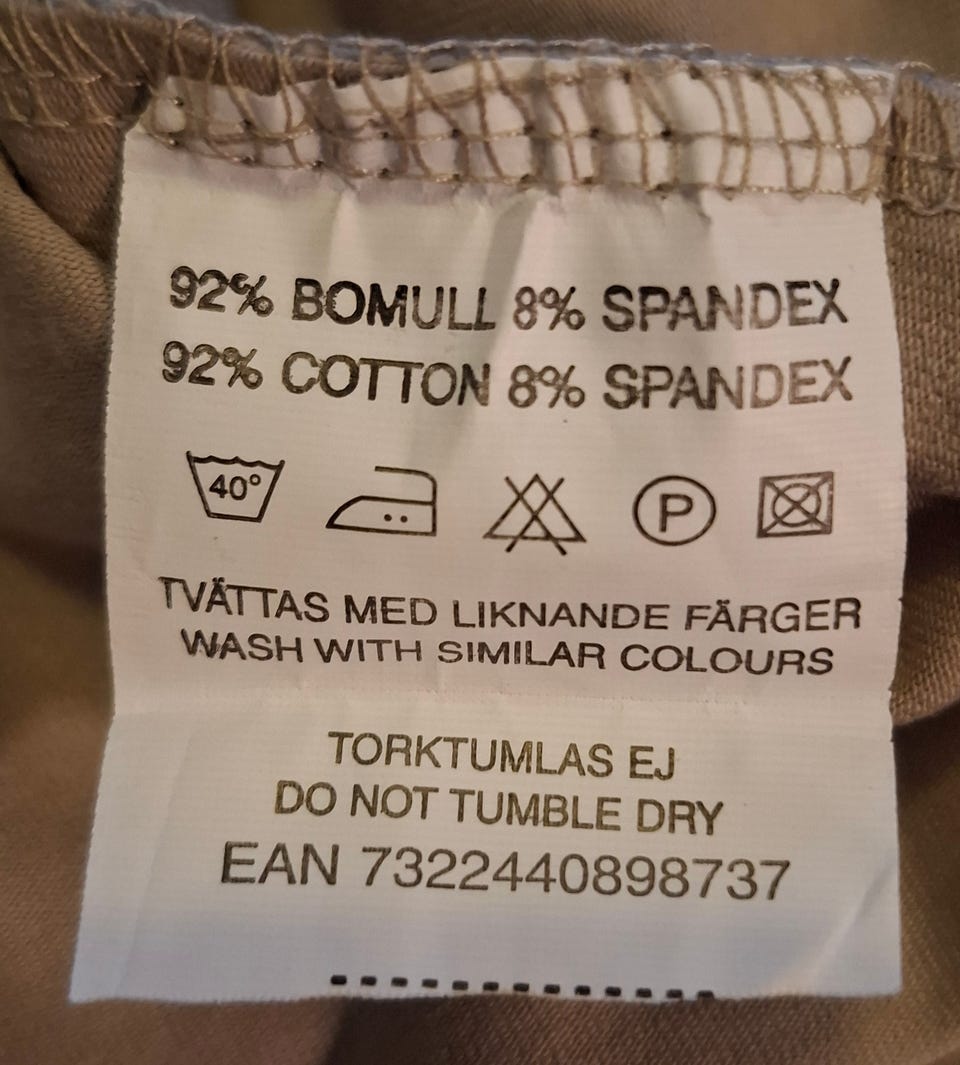 92% BOMULL 8% SPANDEX
92% COTTON 8% SPANDEX
40° P
TVÄTTAS MED LIKNANDE FÄRGER
WASH WITH SIMILAR COLOURS
TORKTUMLAS EJ
DO NOT TUMBLE DRY
EAN 7322440898737